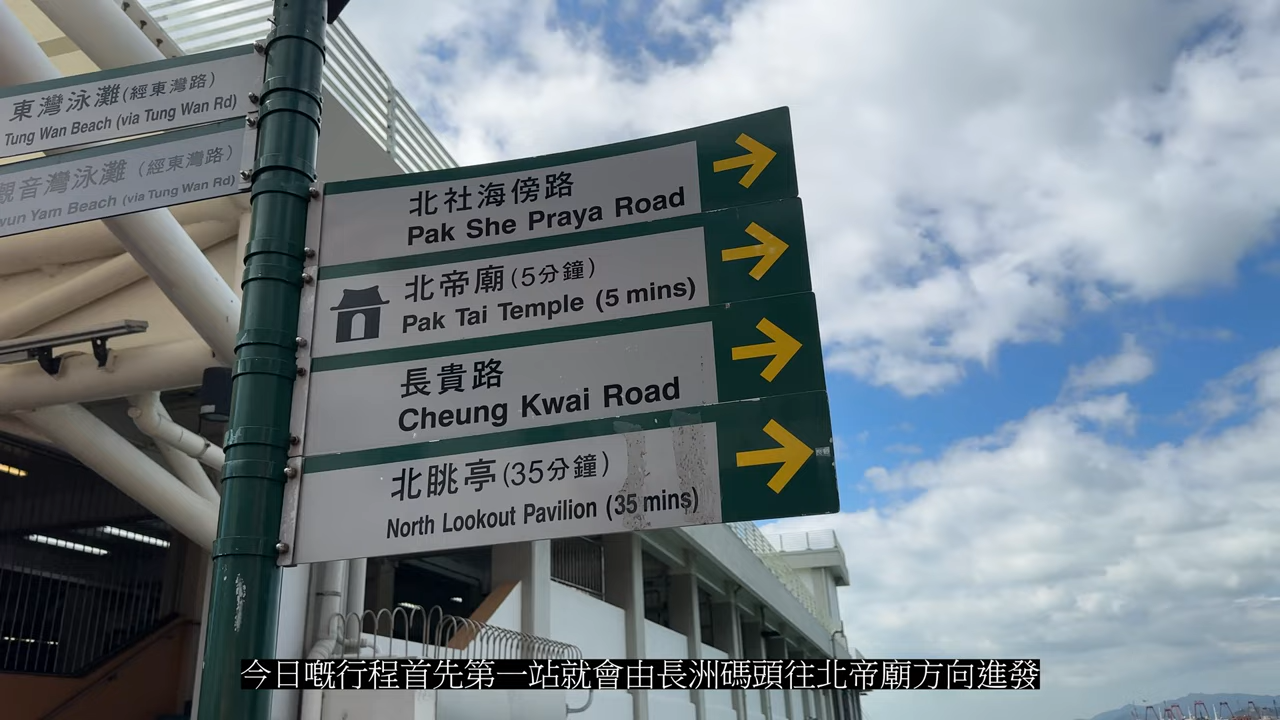 東灣泳灘(經東灣路)
Tung Wan Beach (via Tung Wan Rd)
觀音灣泳灘 (經東灣路)
Yam Beach (via Tung Wan Rd)
北社海傍路
Pak She Praya Road
北帝廟(5分鐘)
Pak Tai Temple (5 mins)
長貴路
Cheung Kwai Road
北眺亭(35分鐘)
North Lookout Pavilion (35 mins)
今日嘅行程首先第一站就會由長洲碼頭往北帝廟方向進發